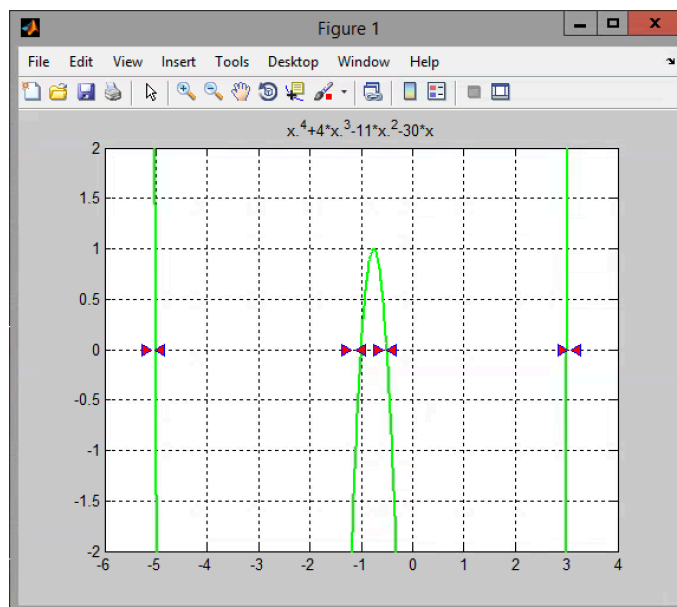 Figure 1
File Edit View Insert Tools Desktop Window Help
x.4+4*x.3-11*x.2-30*x
2
1.5
1
0.5
0
-0.5
-1
-1.5
-2
-6 -5 -4 -3 -2 -1 0 1 2 3 4